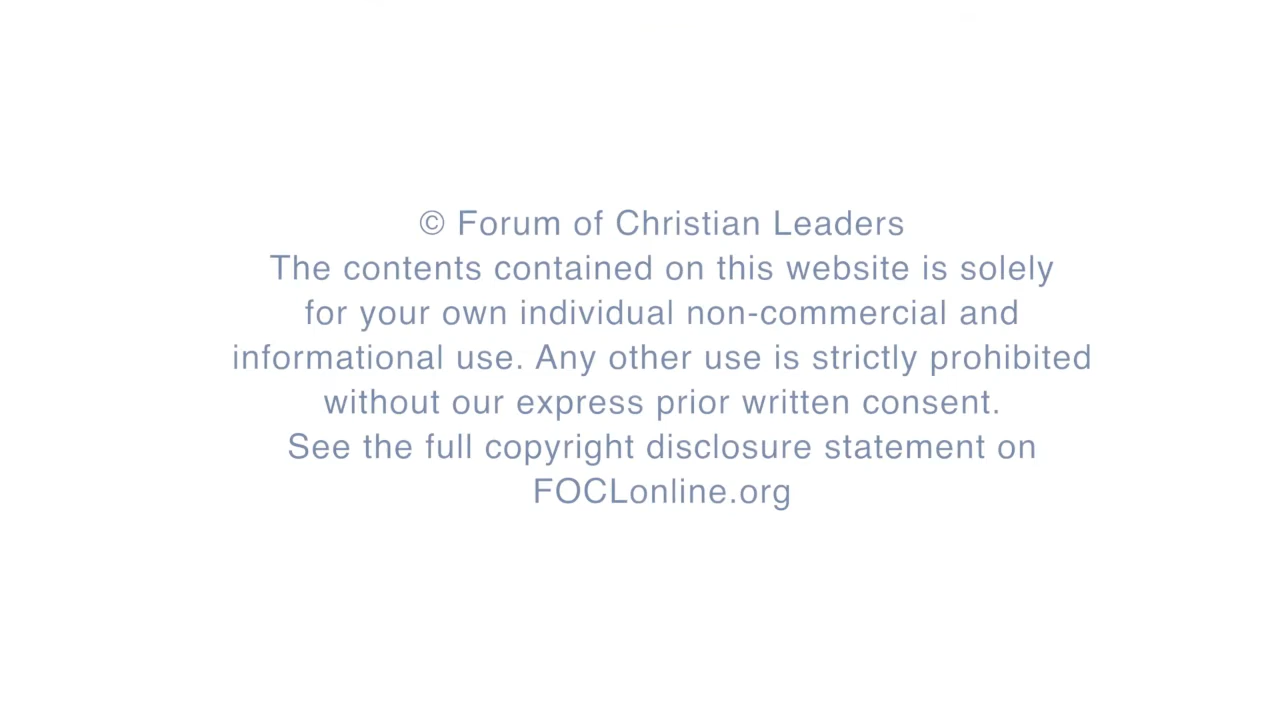 © Forum of Christian Leaders
The contents contained on this website is solely
for your own individual non-commercial and
informational use. Any other use is strictly prohibited
without our express prior written consent.
See the full copyright disclosure statement on
FOCLonline.org